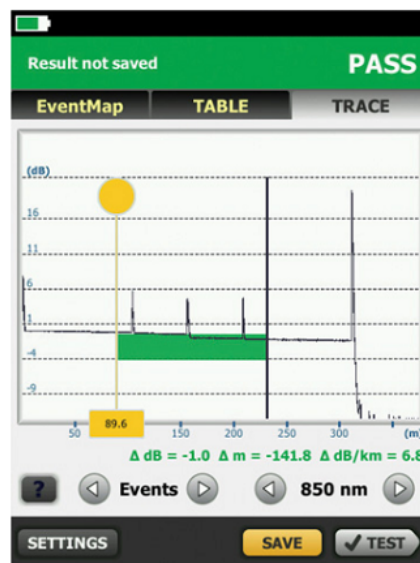 Result not saved PASS
EventMap TABLE TRACE
(dB)
16
11
6
1
-4
-9
50 89.6 150 200 250 300 (m)
Δ dB = -1.0 Δ m = -141.8 Δ dB/km = 6.8
? Events 850 nm
SETTINGS SAVE TEST